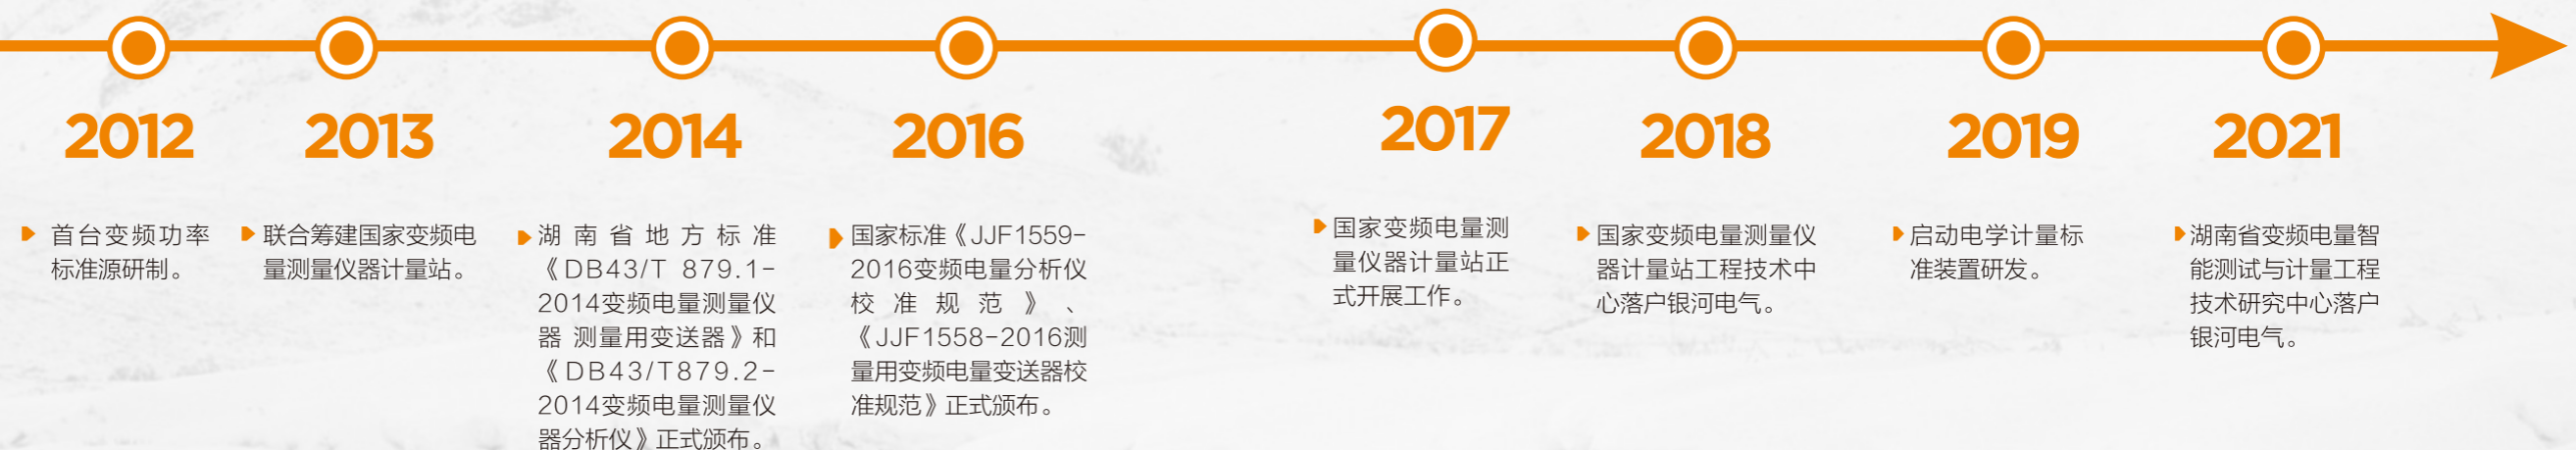 2012
首台变频功率
标准源研制。
2013
联合筹建国家变频电
量测量仪器计量站。
2014
湖南省地方标准
《DB43/T 879.1-
2014变频电量测量仪
器 测量用变送器》和
《DB43/T879.2-
2014变频电量测量仪
器分析仪》正式颁布。
2016
国家标准《JJF1559-
2016变频电量分析仪
校准规范》、
《JJF1558-2016测
量用变频电量变送器校
准规范》正式颁布。
2017
国家变频电量测
量仪器计量站正
式开展工作。
2018
国家变频电量测量仪
器计量站工程技术中
心落户银河电气。
2019
启动电学计量标
准装置研发。
2021
湖南省变频电量智
能测试与计量工程
技术研究中心落户
银河电气。